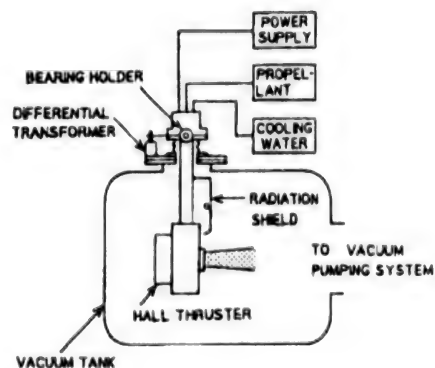 POWER
SUPPLY
BEARING HOLDER
PROPEL-
LANT
DIFFERENTIAL
TRANSFORMER
COOLING
WATER
RADIATION
SHIELD
TO VACUUM
PUMPING SYSTEM
HALL THRUSTER
VACUUM TANK